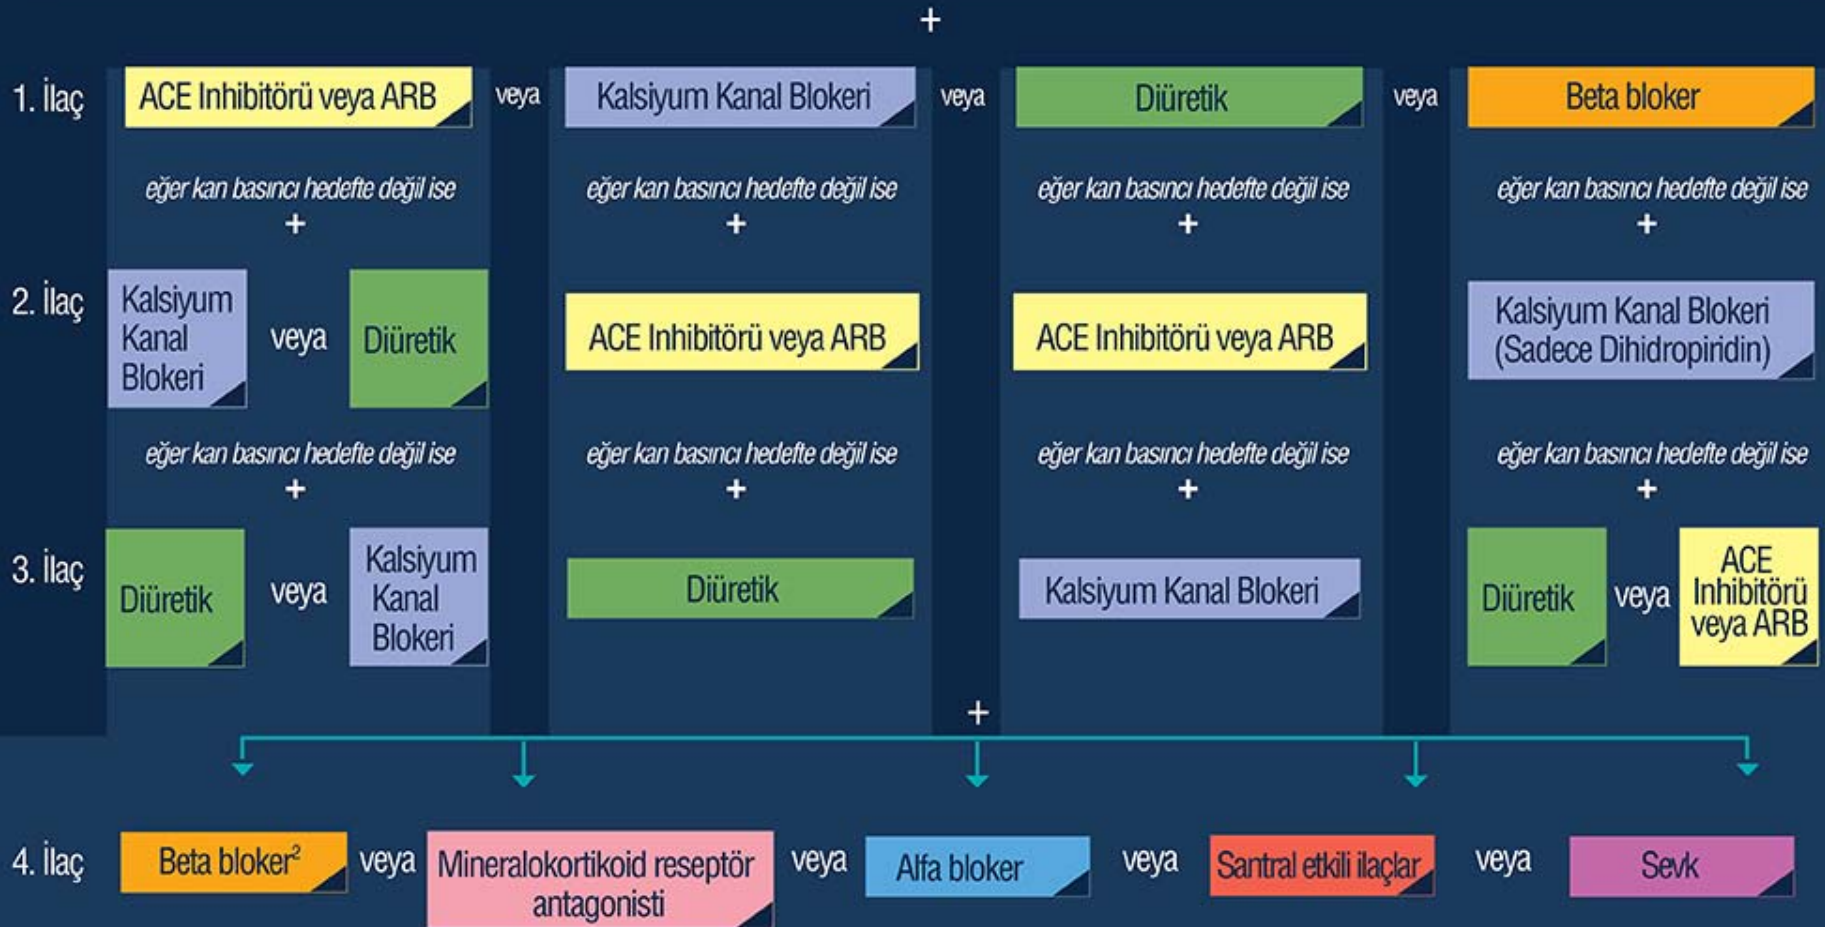 +
1. İlaç
ACE Inhibitörü veya ARB
veya
Kalsiyum Kanal Blokeri
veya
Diüretik
veya
Beta bloker
eğer kan basıncı hedefte değil ise
+
eğer kan basıncı hedefte değil ise
+
eğer kan basıncı hedefte değil ise
+
eğer kan basıncı hedefte değil ise
+
2. İlaç
Kalsiyum
Kanal
Blokeri
veya
Diüretik
ACE Inhibitörü veya ARB
ACE Inhibitörü veya ARB
Kalsiyum Kanal Blokeri
(Sadece Dihidropiridin)
eğer kan basıncı hedefte değil ise
+
eğer kan basıncı hedefte değil ise
+
eğer kan basıncı hedefte değil ise
+
eğer kan basıncı hedefte değil ise
+
3. İlaç
Diüretik
veya
Kalsiyum
Kanal
Blokeri
Diüretik
Kalsiyum Kanal Blokeri
Diüretik
veya
ACE
Inhibitörü
veya ARB
+
4. İlaç
Beta bloker²
veya
Mineralokortikoid reseptör
antagonisti
veya
Alfa bloker
veya
Santral etkili ilaçlar
veya
Sevk